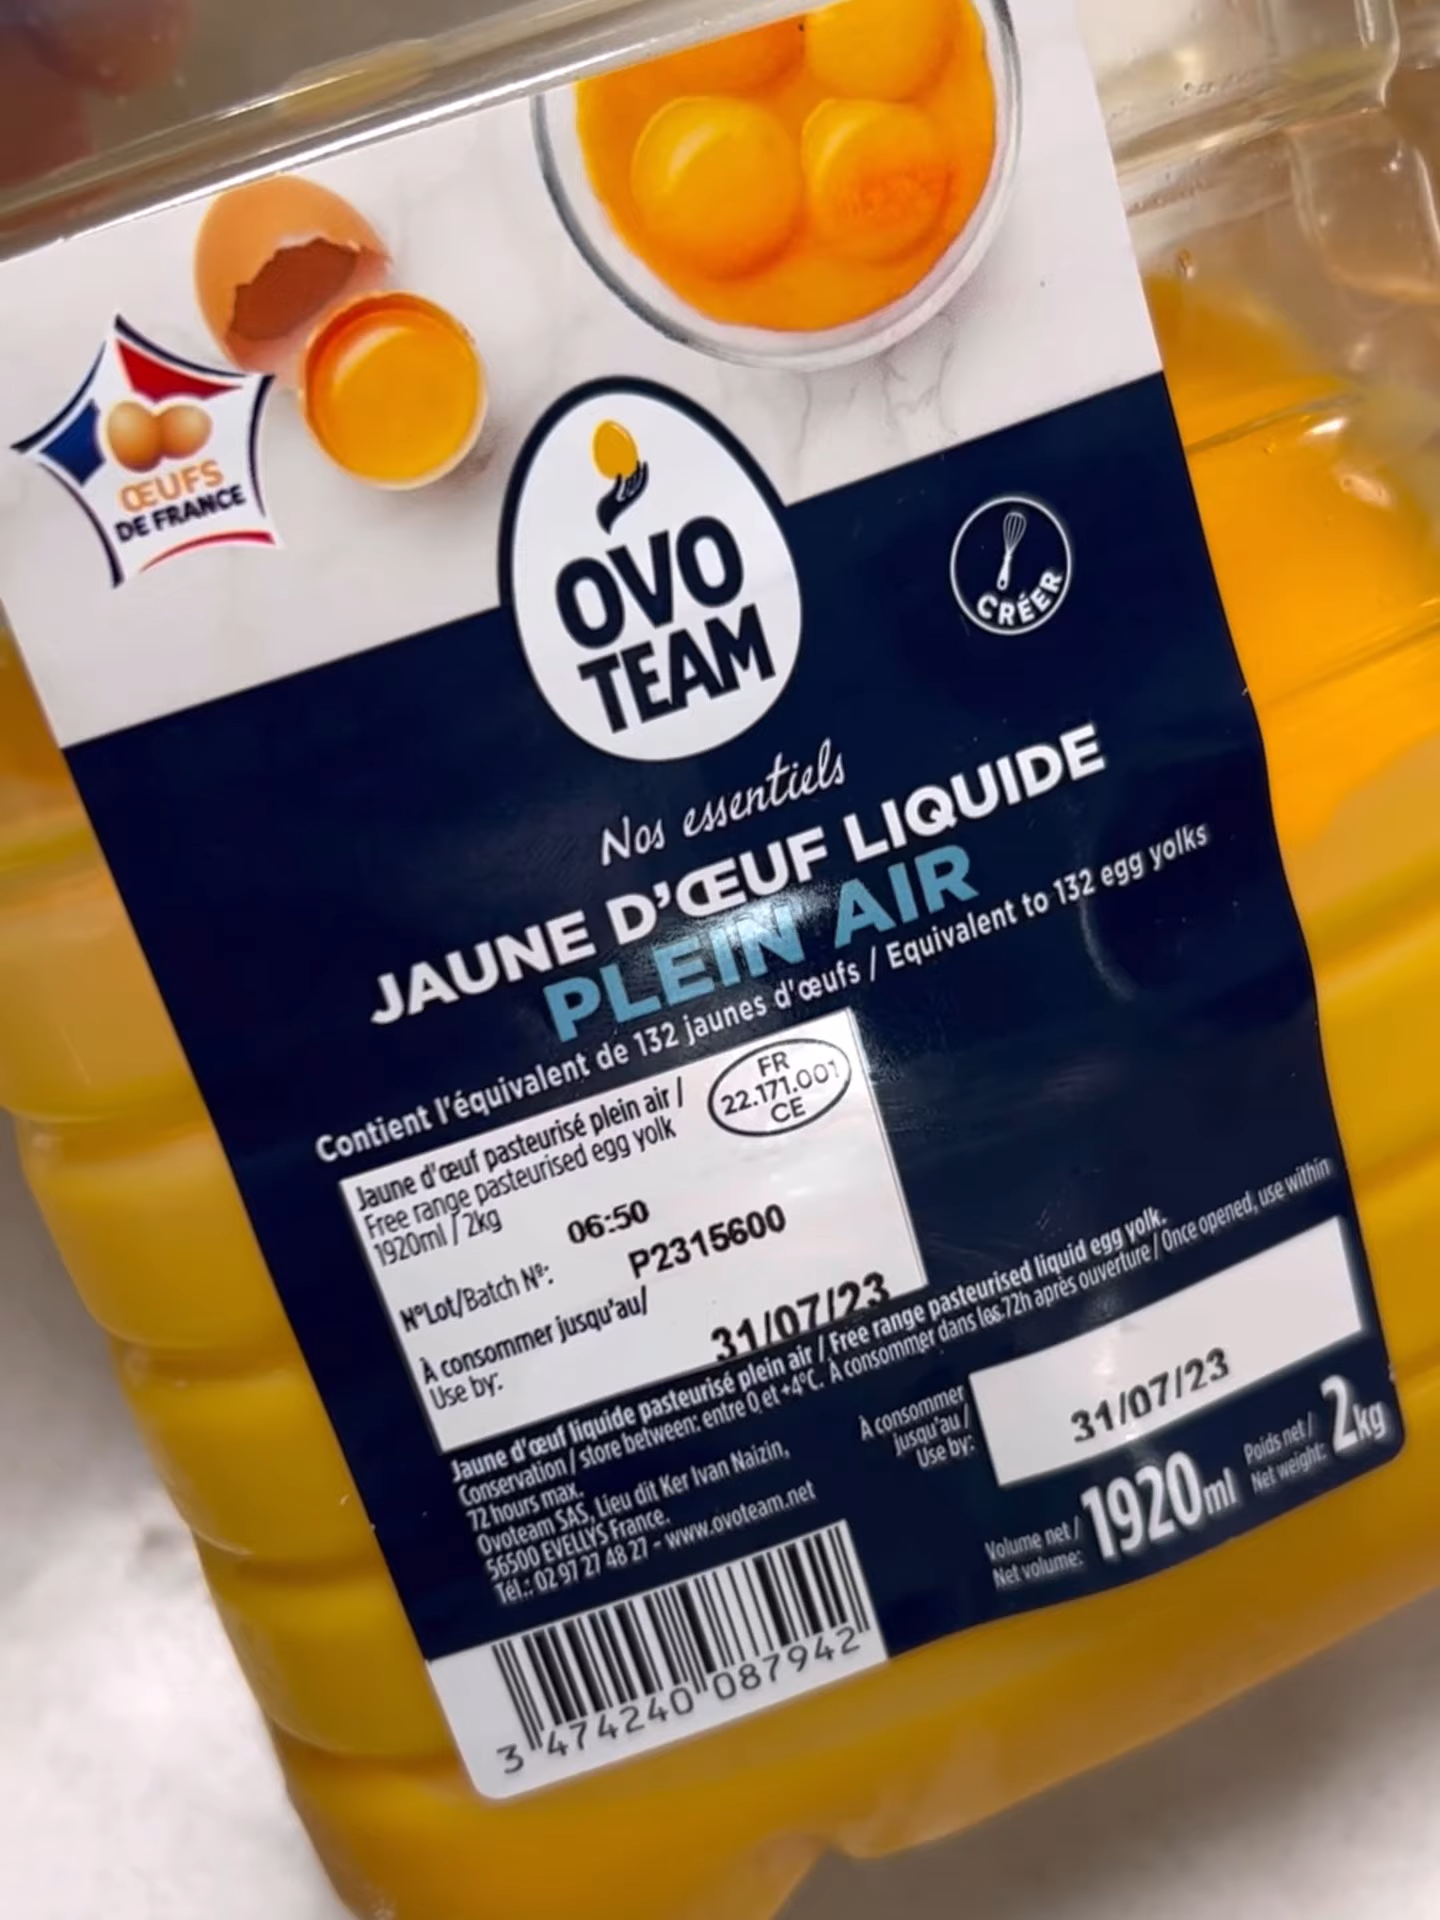 ŒUFS
DE FRANCE
OVO
TEAM
CRÉER
Nos essentiels
JAUNE D'ŒUF LIQUIDE
PLEIN AIR
Contient l'équivalent de 132 jaunes d'œufs / Equivalent to 132 egg yolks
Jaune d'œuf pasteurisé plein air /
Free range pasteurised egg yolk
1920ml / 2kg
FR
22.171.001
CE
06:50
N°Lot/Batch N°: P2315600
À consommer jusqu'au/
Use by: 31/07/23
Jaune d'œuf liquide pasteurisé plein air / Free range pasteurised liquid egg yolk.
Conservation / store between: entre 0 et +4°C. À consommer dans les 72h après ouverture / Once opened, use within
72 hours max.
Ovoteam SAS, Lieu dit Ker Ivan Naizin,
56500 EVELLYS France.
Tél.: 02 97 27 48 27 - www.ovoteam.net
À consommer
jusqu'au /
Use by:
31/07/23
Volume net /
Net volume:
1920ml
Poids net /
Net weight:
2kg
3 474240 087942